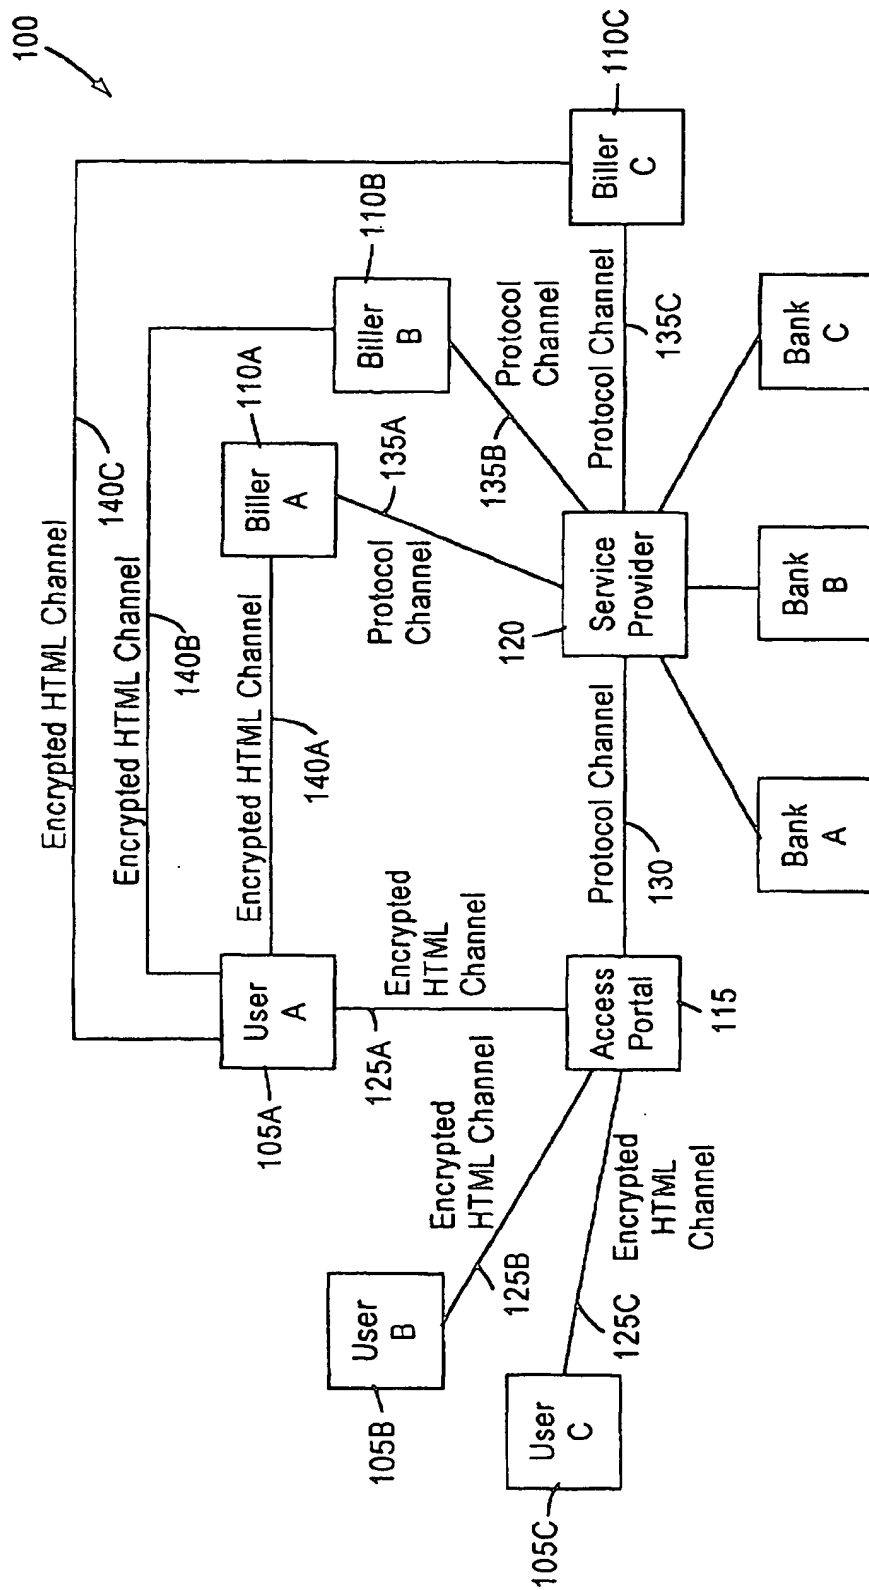 100
Encrypted HTML Channel
140C
Encrypted HTML Channel
140B
Encrypted HTML Channel
140A
User
A
105A
Biller
A
110A
Biller
B
110B
Biller
C
110C
Encrypted
HTML
Channel
125A
Protocol
Channel
135A
Protocol
Channel
135B
Protocol Channel
135C
User
B
105B
Encrypted
HTML Channel
125B
User
C
105C
Encrypted
HTML
Channel
125C
Access
Portal
115
Protocol Channel
130
Service
Provider
120
Bank
A
Bank
B
Bank
C